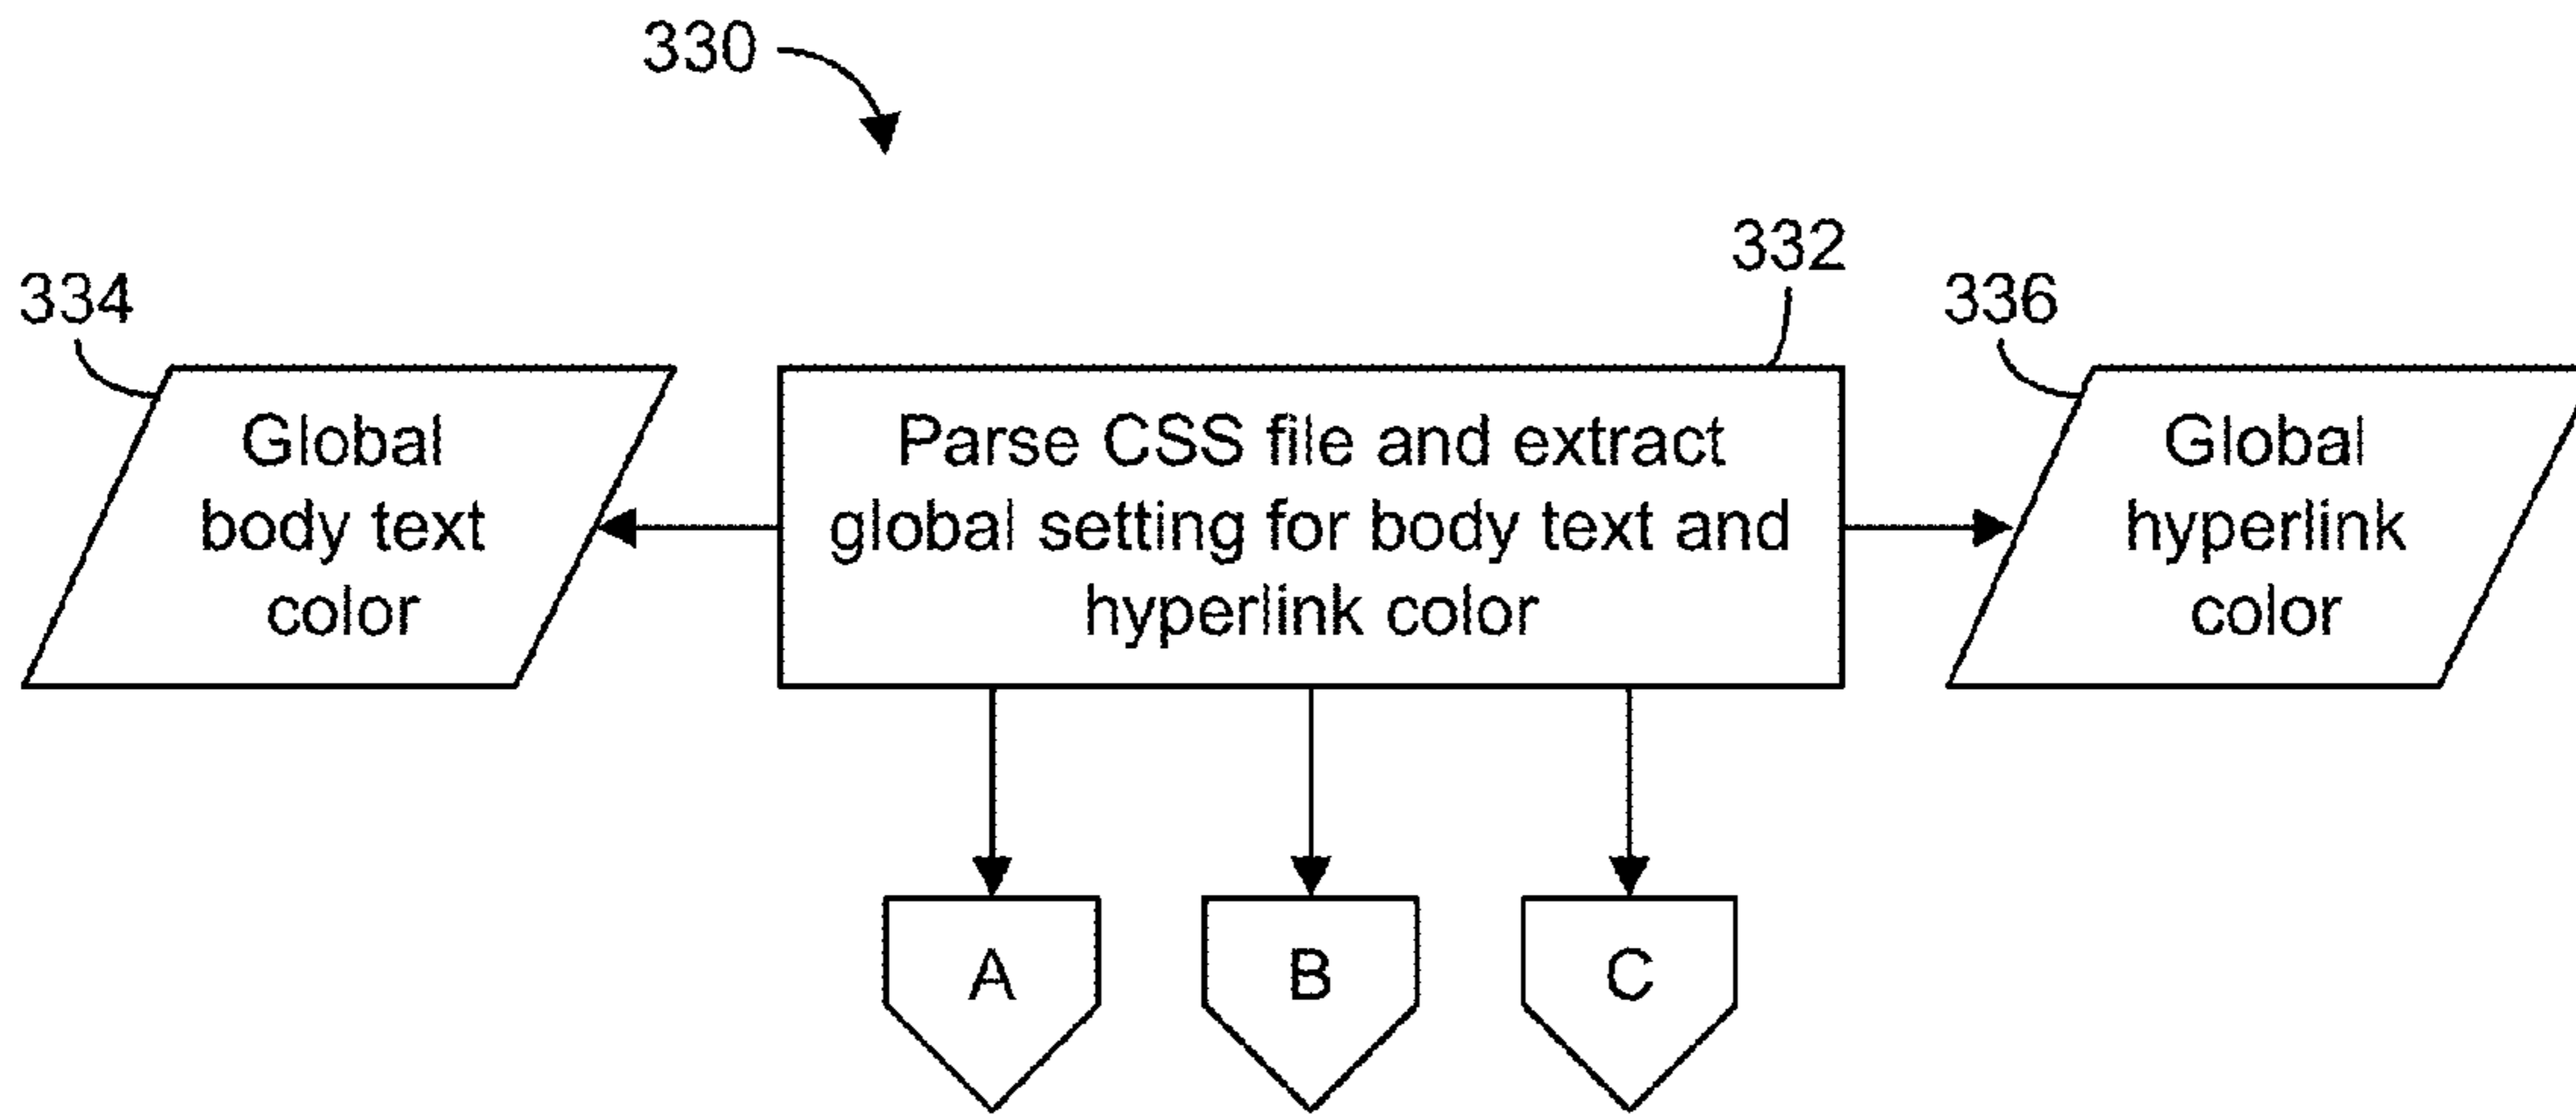 330
332
334
336
Global
body text
color
Parse CSS file and extract
global setting for body text and
hyperlink color
Global
hyperlink
color
A
B
C